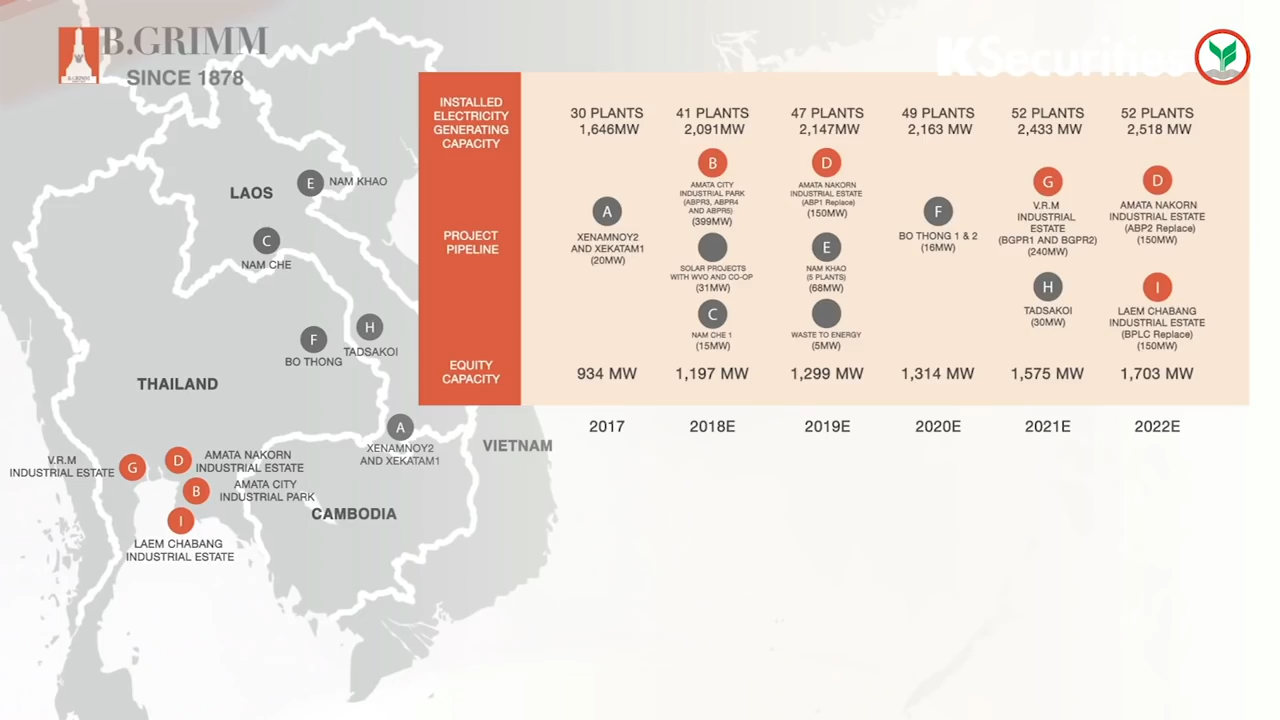 B.GRIMM
SINCE 1878
KSecurities
INSTALLED
ELECTRICITY
GENERATING
CAPACITY
30 PLANTS
1,646MW
41 PLANTS
2,091MW
47 PLANTS
2,147MW
49 PLANTS
2,163 MW
52 PLANTS
2,433 MW
52 PLANTS
2,518 MW
PROJECT
PIPELINE
A
XENAMNOY2
AND XEKATAM1
(20MW)
B
AMATA CITY
INDUSTRIAL PARK
(ABPR3, ABPR4
AND ABPR5)
(399MW)
SOLAR PROJECTS
WITH WVO AND CO-OP
(31MW)
C
NAM CHE 1
(15MW)
D
AMATA NAKORN
INDUSTRIAL ESTATE
(ABP1 Replace)
(150MW)
E
NAM KHAO
(5 PLANTS)
(68MW)
WASTE TO ENERGY
(5MW)
F
BO THONG 1 & 2
(16MW)
G
V.R.M
INDUSTRIAL
ESTATE
(BGPR1 AND BGPR2)
(240MW)
H
TADSAKOI
(30MW)
D
AMATA NAKORN
INDUSTRIAL ESTATE
(ABP2 Replace)
(150MW)
I
LAEM CHABANG
INDUSTRIAL ESTATE
(BPLC Replace)
(150MW)
EQUITY
CAPACITY
934 MW
1,197 MW
1,299 MW
1,314 MW
1,575 MW
1,703 MW
2017
2018E
2019E
2020E
2021E
2022E
LAOS
E
NAM KHAO
C
NAM CHE
F
BO THONG
H
TADSAKOI
THAILAND
A
XENAMNOY2
AND XEKATAM1
VIETNAM
V.R.M
INDUSTRIAL ESTATE
G
D
AMATA NAKORN
INDUSTRIAL ESTATE
B
AMATA CITY
INDUSTRIAL PARK
I
LAEM CHABANG
INDUSTRIAL ESTATE
CAMBODIA